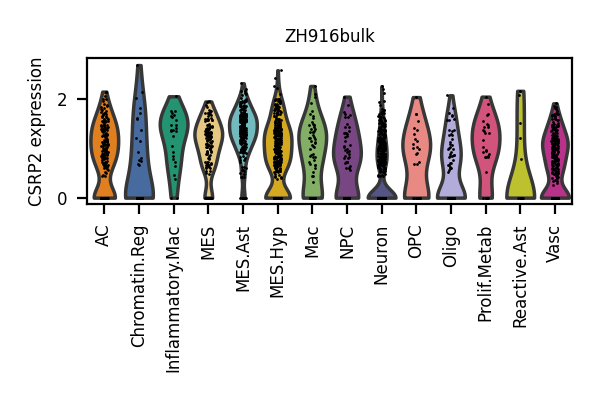 ZH916bulk
CSRP2 expression
2
0
AC
Chromatin.Reg
Inflammatory.Mac
MES
MES.Ast
MES.Hyp
Mac
NPC
Neuron
OPC
Oligo
Prolif.Metab
Reactive.Ast
Vasc